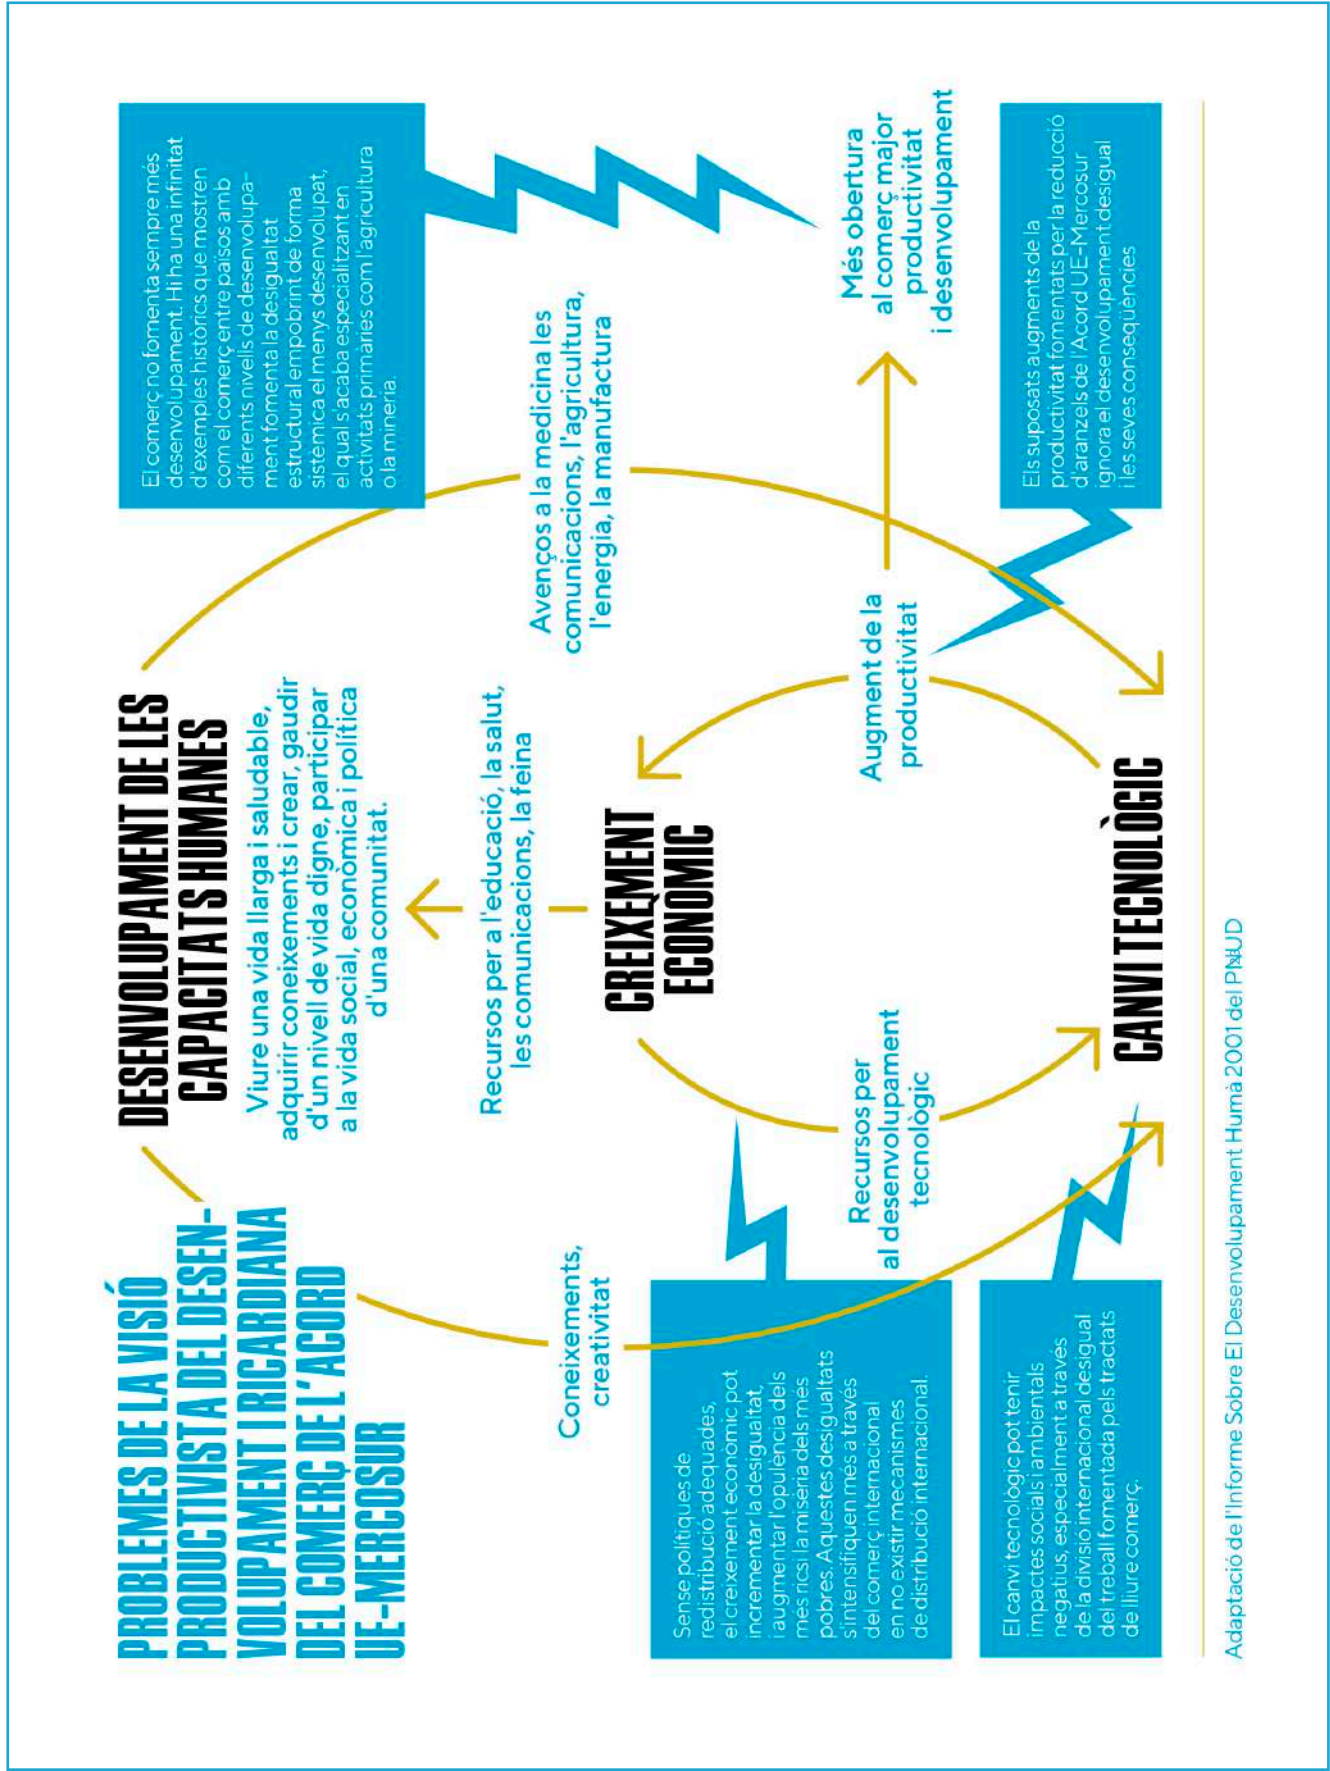 PROBLEMES DE LA VISIÓ
PRODUCTIVISTA DEL DESEN-
VOLUPAMENT I RICARDIANA
DEL COMERÇ DE L'ACORD
UE-MERCOSUR
DESENVOLUPAMENT DE LES
CAPACITATS HUMANES
Viure una vida llarga i saludable,
adquirir coneixements i crear, gaudir
d'un nivell de vida digne, participar
a la vida social, econòmica i política
d'una comunitat.
El comerç no fomenta sempre més
desenvolupament. Hi ha una infinitat
d'exemples històrics que mostren
com el comerç entre països amb
diferents nivells de desenvolupa-
ment fomenta la desigualtat
estructural empobrint de forma
sistèmica el menys desenvolupat,
el qual s'acaba especialitzant en
activitats primàries com l'agricultura
o la mineria.
Coneixements,
creativitat
Recursos per a l'educació, la salut,
les comunicacions, la feina
Avenços a la medicina les
comunicacions, l'agricultura,
l'energia, la manufactura
CREIXEMENT
ECONÒMIC
Sense polítiques de
redistribució adequades,
el creixement econòmic pot
incrementar la desigualtat,
i augmentar l'opulència dels
més rics i la misèria dels més
pobres. Aquestes desigualtats
s'intensifiquen més a través
del comerç internacional
en no existir mecanismes
de distribució internacional.
Recursos per
al desenvolupament
tecnològic
Augment de la
productivitat
Més obertura
al comerç major
productivitat
i desenvolupament
El canvi tecnològic pot tenir
impactes socials i ambientals
negatius, especialment a través
de la divisió internacional desigual
del treball fomentada pels tractats
de lliure comerç.
CANVI TECNOLÒGIC
Els suposats augments de la
productivitat fomentats per la reducció
d'aranzels de l'Acord UE-Mercosur
ignora el desenvolupament desigual
i les seves conseqüències
Adaptació de l'Informe Sobre El Desenvolupament Humà 2001 del PNUD